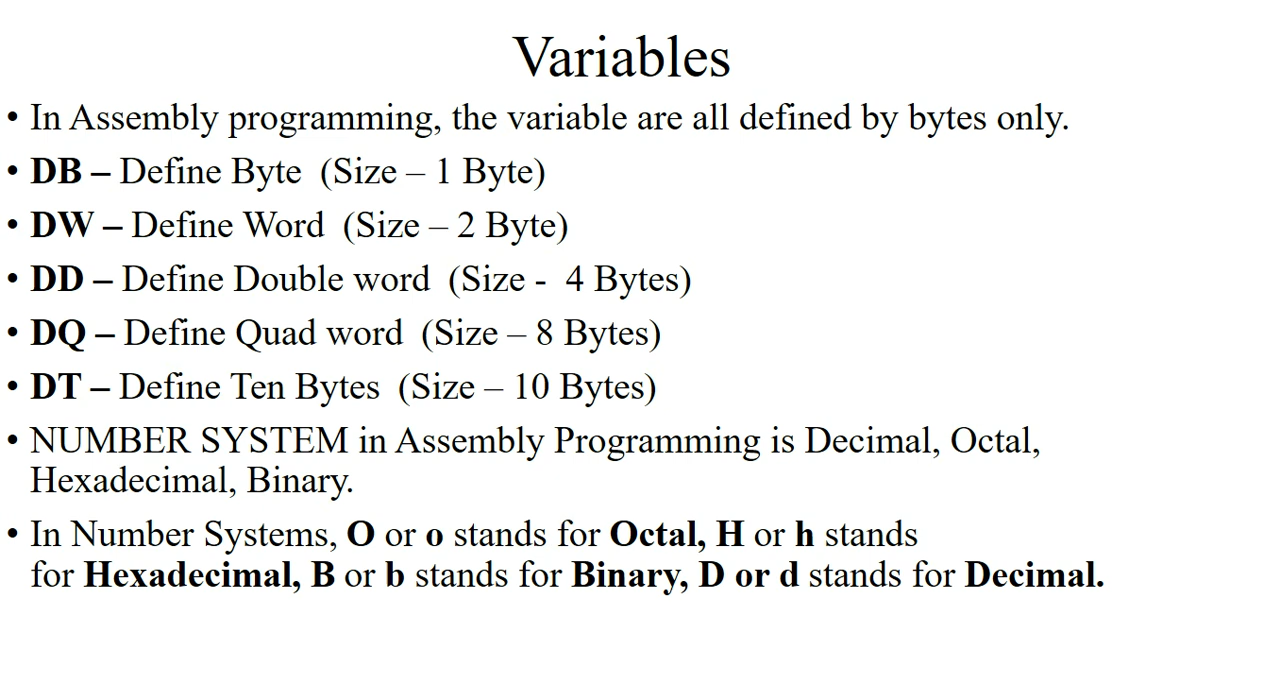 Variables
• In Assembly programming, the variable are all defined by bytes only.
• DB – Define Byte  (Size – 1 Byte)
• DW – Define Word  (Size – 2 Byte)
• DD – Define Double word  (Size -  4 Bytes)
• DQ – Define Quad word  (Size – 8 Bytes)
• DT – Define Ten Bytes  (Size – 10 Bytes)
• NUMBER SYSTEM in Assembly Programming is Decimal, Octal,
Hexadecimal, Binary.
• In Number Systems, O or o stands for Octal, H or h stands
for Hexadecimal, B or b stands for Binary, D or d stands for Decimal.